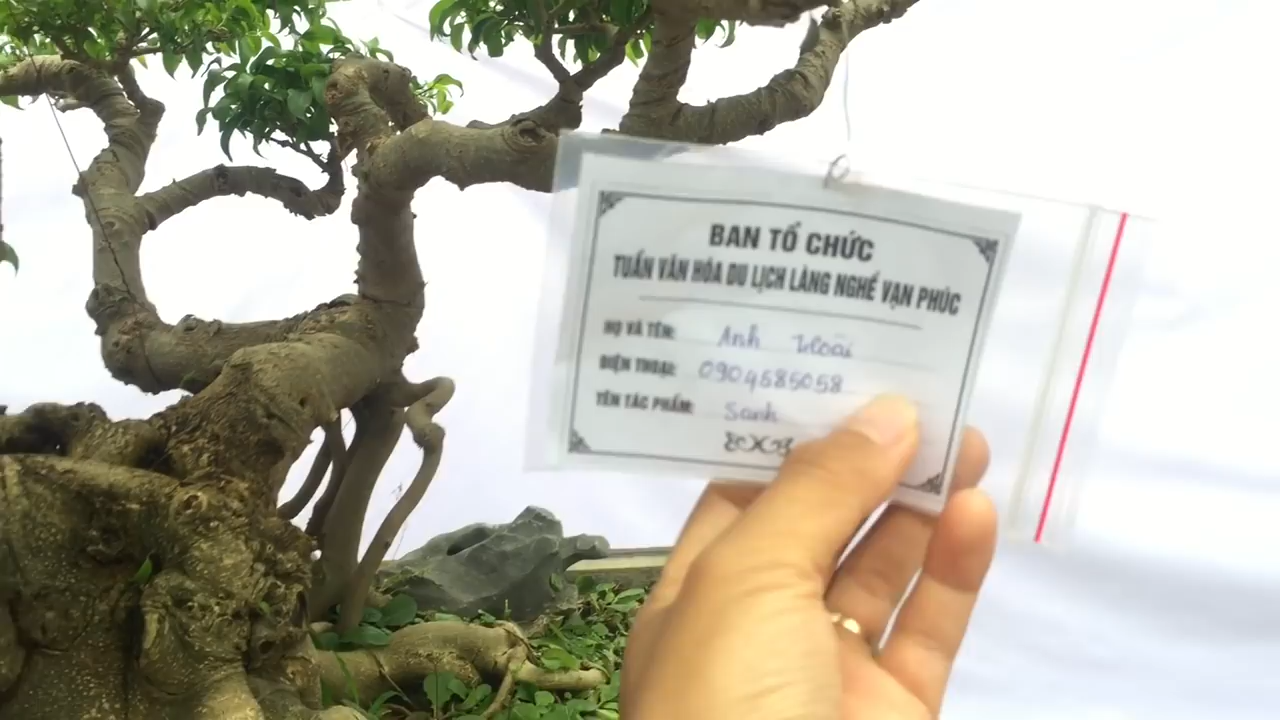 BAN TỔ CHỨC
TUẦN VĂN HÓA DU LỊCH LÀNG NGHỀ VẠN PHÚC
HỌ VÀ TÊN: Anh
ĐIỆN THOẠI: 0904585058
TÊN TÁC PHẨM: Sanh